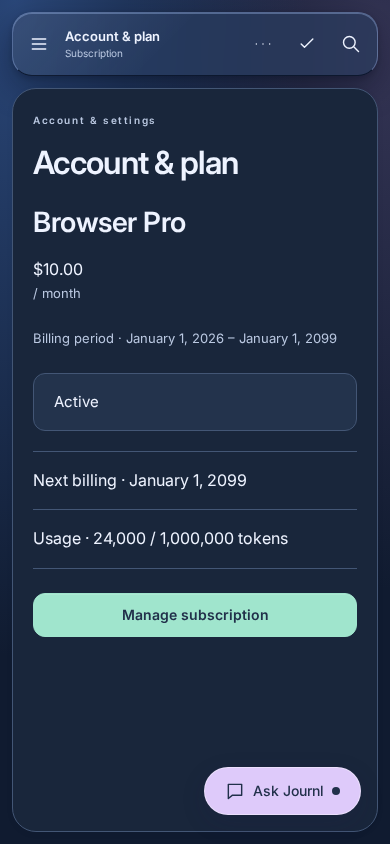 Account & plan
Subscription
...
Account & settings
Account & plan
Browser Pro
$10.00
/ month
Billing period · January 1, 2026 – January 1, 2099
Active
Next billing · January 1, 2099
Usage · 24,000 / 1,000,000 tokens
Manage subscription
Ask Journl